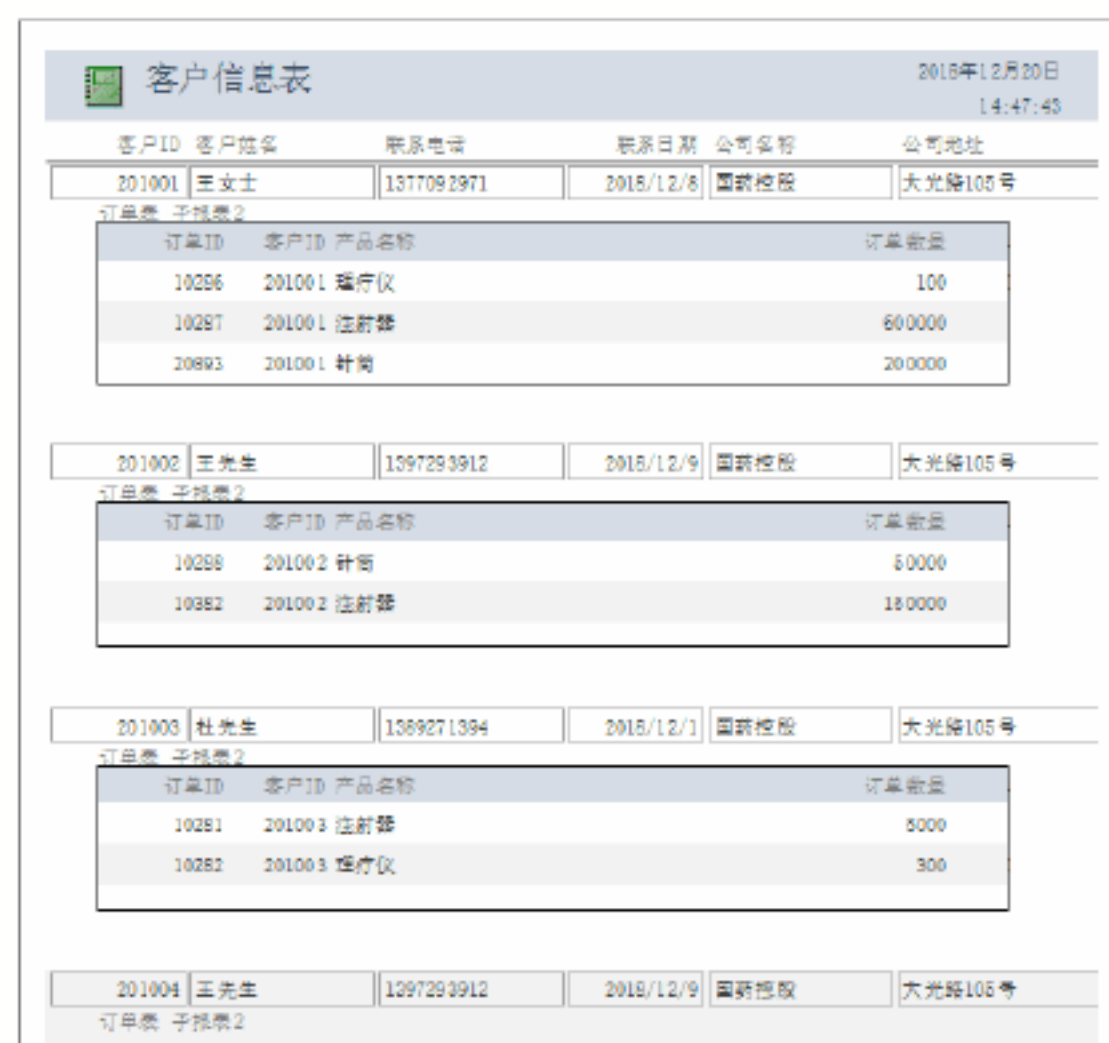 客户信息表
2018年12月20日
14:47:43
客户ID 客户姓名 联系电话 联系日期 公司名称 公司地址
201001 王女士 1377092971 2018/12/8 国药控股 大光路105号
订单表 子报表2
订单ID 客户ID 产品名称 订单数量
10296 201001 理疗仪 100
10297 201001 注射器 600000
20893 201001 针筒 200000
201002 王先生 1397293912 2018/12/9 国药控股 大光路105号
订单表 子报表2
订单ID 客户ID 产品名称 订单数量
10298 201002 针筒 50000
10382 201002 注射器 150000
201003 杜先生 1389271394 2018/12/1 国药控股 大光路105号
订单表 子报表2
订单ID 客户ID 产品名称 订单数量
10281 201003 注射器 5000
10282 201003 理疗仪 300
201004 王先生 1397293912 2018/12/9 国药控股 大光路105号
订单表 子报表2